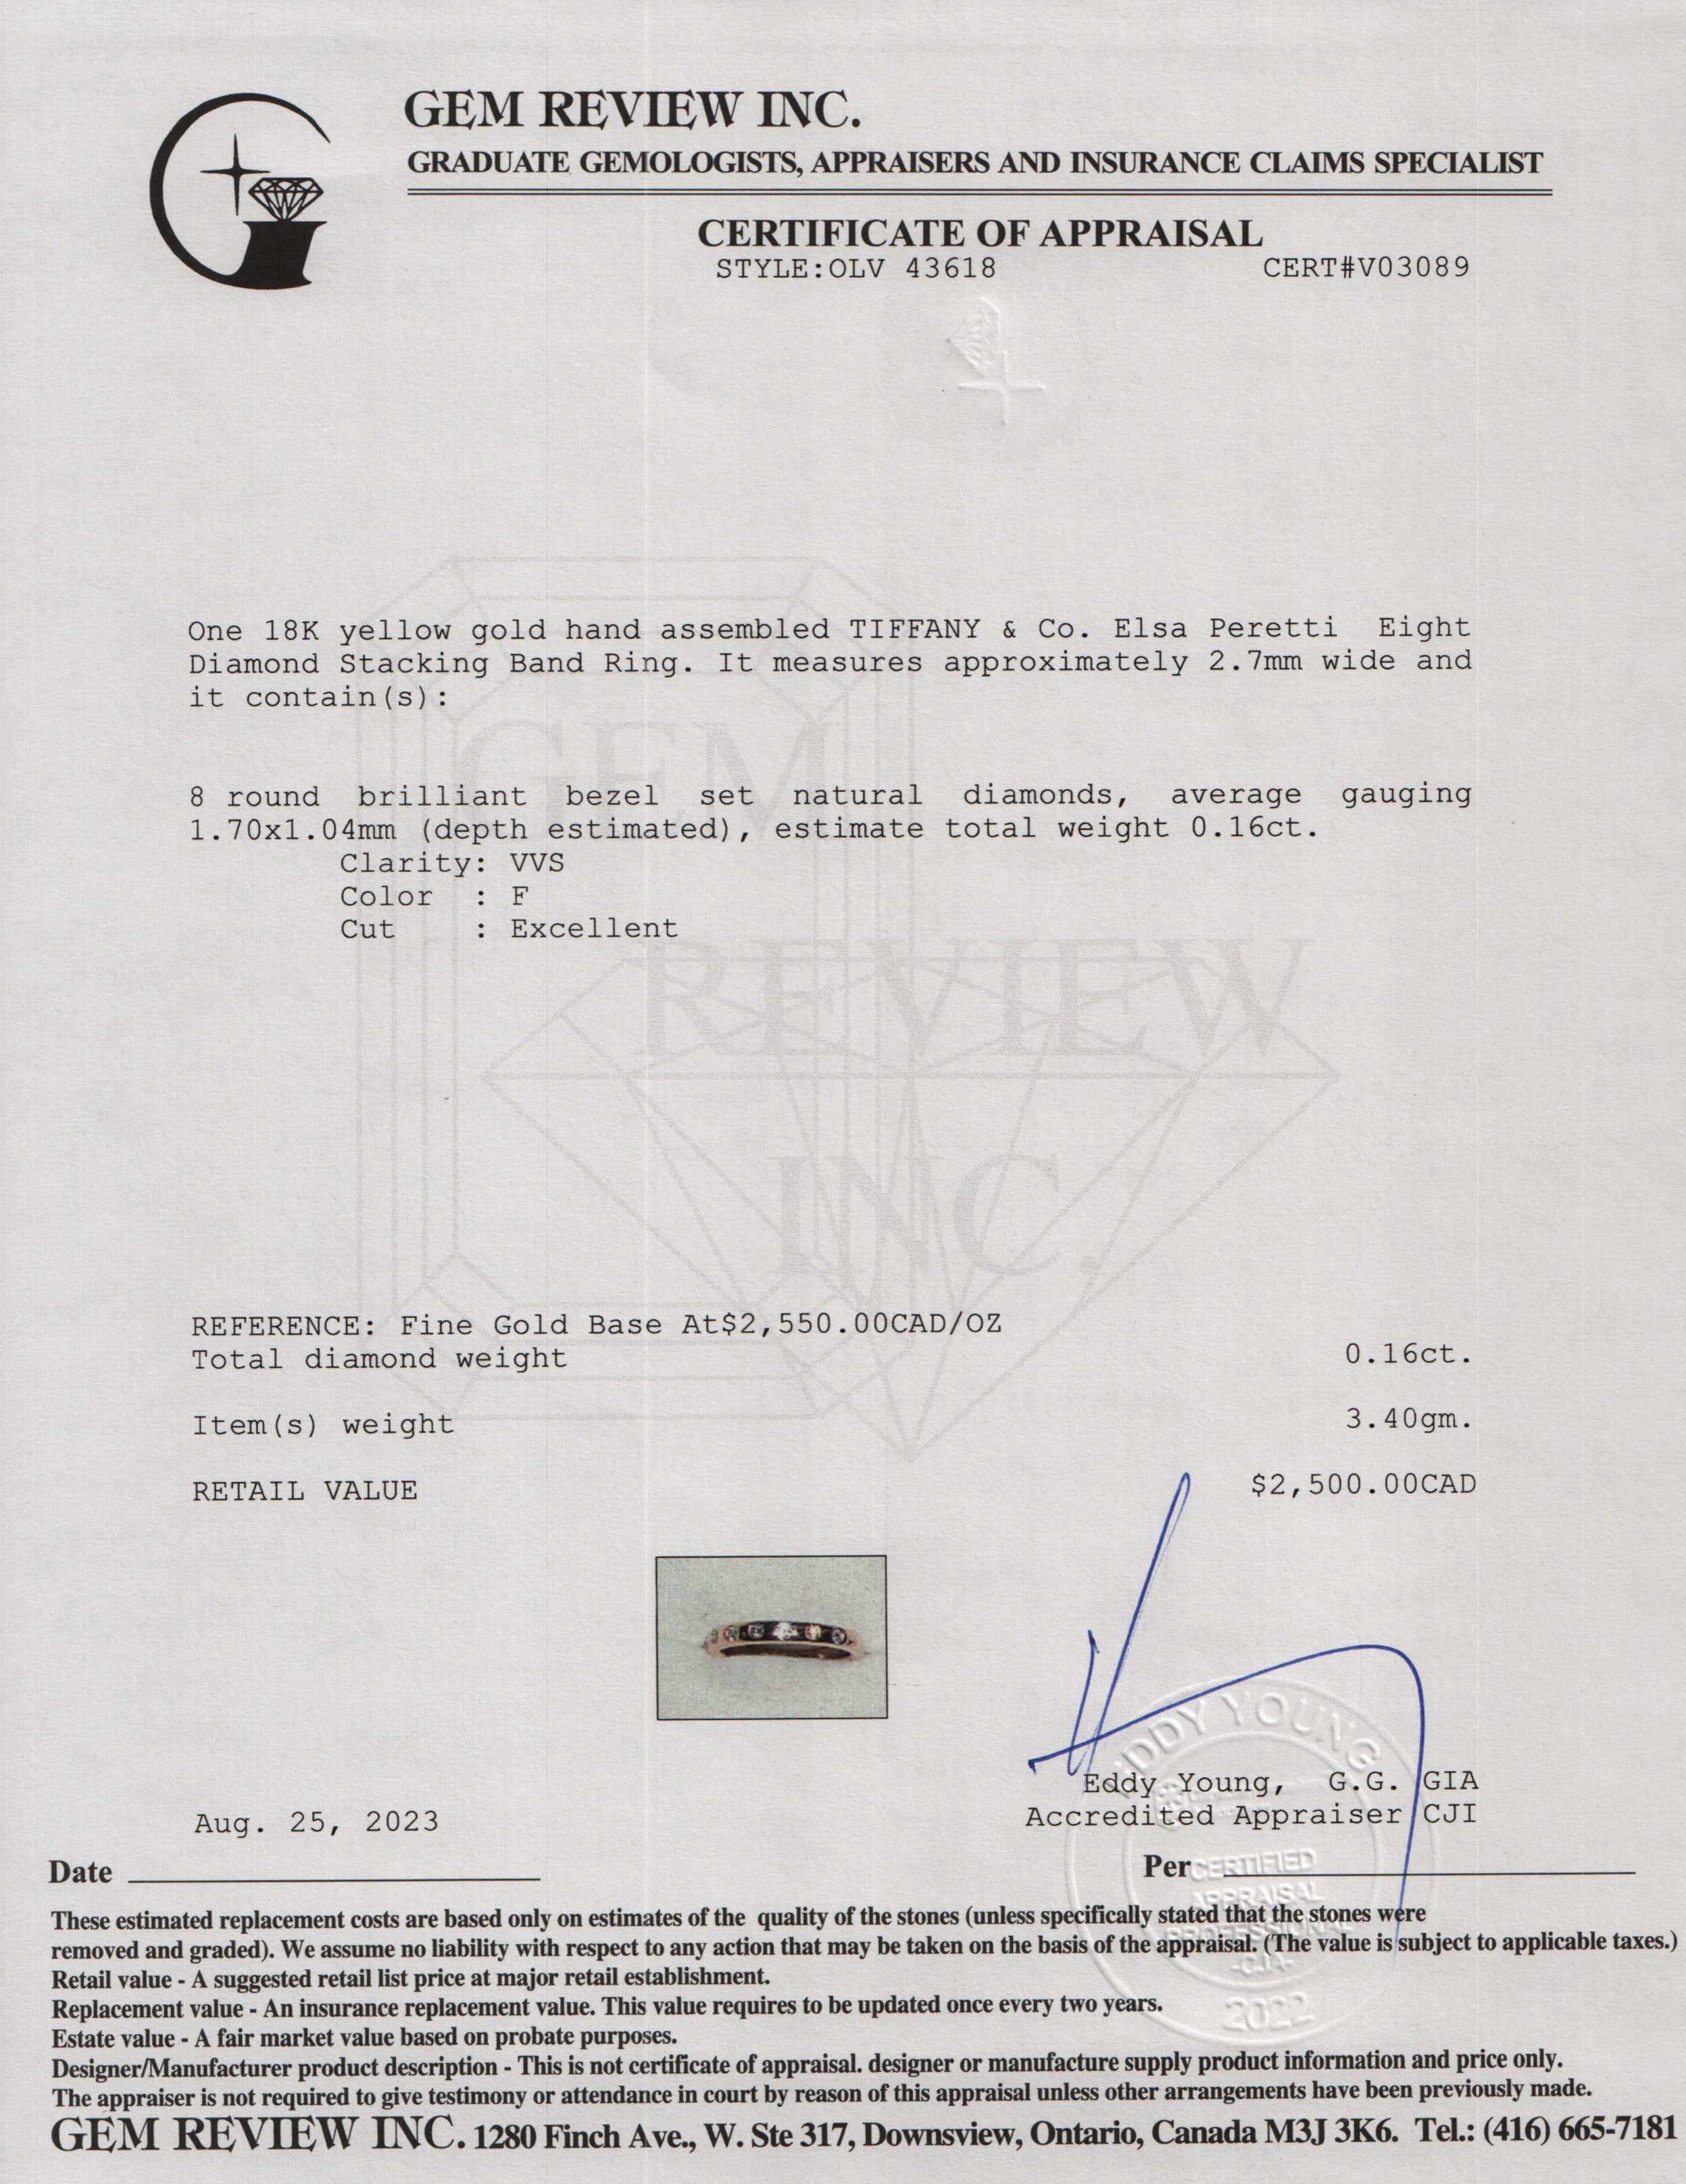 GEM REVIEW INC.
GRADUATE GEMOLOGISTS, APPRAISERS AND INSURANCE CLAIMS SPECIALIST
CERTIFICATE OF APPRAISAL
STYLE:OLV 43618 CERT#V03089
One 18K yellow gold hand assembled TIFFANY & Co. Elsa Peretti Eight
Diamond Stacking Band Ring. It measures approximately 2.7mm wide and
it contain(s):
8 round brilliant bezel set natural diamonds, average gauging
1.70x1.04mm (depth estimated), estimate total weight 0.16ct.
Clarity: VVS
Color : F
Cut : Excellent
GEM
REVIEW
INC.
REFERENCE: Fine Gold Base At$2,550.00CAD/OZ
Total diamond weight 0.16ct.
Item(s) weight 3.40gm.
RETAIL VALUE $2,500.00CAD
EDDY YOUNG
Eddy Young, G.G. GIA
Accredited Appraiser CJI
Aug. 25, 2023
Date
Per
CERTIFIED
APPRAISAL
PROFESSIONAL
2022
These estimated replacement costs are based only on estimates of the quality of the stones (unless specifically stated that the stones were
removed and graded). We assume no liability with respect to any action that may be taken on the basis of the appraisal. (The value is subject to applicable taxes.)
Retail value - A suggested retail list price at major retail establishment.
Replacement value - An insurance replacement value. This value requires to be updated once every two years.
Estate value - A fair market value based on probate purposes.
Designer/Manufacturer product description - This is not certificate of appraisal. designer or manufacture supply product information and price only.
The appraiser is not required to give testimony or attendance in court by reason of this appraisal unless other arrangements have been previously made.
GEM REVIEW INC. 1280 Finch Ave., W. Ste 317, Downsview, Ontario, Canada M3J 3K6. Tel.: (416) 665-7181